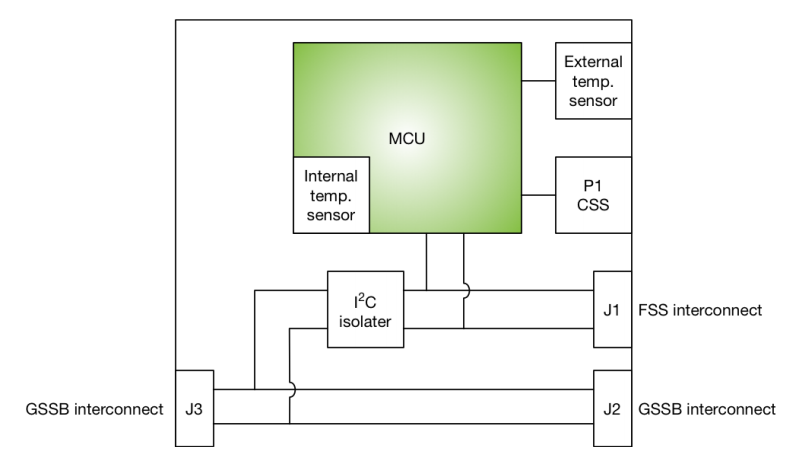 External
temp.
sensor
MCU
Internal
temp.
sensor
P1
CSS
I²C
isolater
J1
FSS interconnect
GSSB interconnect
J3
J2
GSSB interconnect